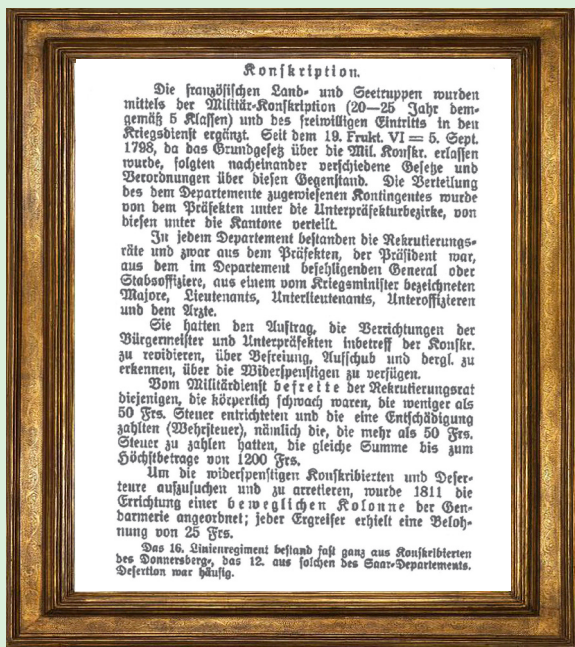 Konskription.
Die französischen Land- und Seetruppen wurden
mittels der Militär-Konskription (20—25 Jahr dem-
gemäß 5 Klassen) und des freiwilligen Eintritts in den
Kriegsdienst ergänzt. Seit dem 19. Frukt. VI = 5. Sept.
1798, da das Grundgesetz über die Mil. Konskr. erlassen
wurde, folgten nacheinander verschiedene Gesetze und
Verordnungen über diesen Gegenstand. Die Verteilung
des dem Departemente zugewiesenen Kontingentes wurde
von dem Präfekten unter die Unterpräfekturbezirke, von
diesen unter die Kantone verteilt.
In jedem Departement bestanden die Rekrutierungs-
räte und zwar aus dem Präfekten, der Präsident war,
aus dem im Departement befehligenden General oder
Stabsoffiziere, aus einem vom Kriegsminister bezeichneten
Majore, Lieutenants, Unterlieutenants, Unteroffizieren
und dem Arzte.
Sie hatten den Auftrag, die Verrichtungen der
Bürgermeister und Unterpräfekten inbetreff der Konskr.
zu revidieren, über Befreiung, Aufschub und dergl. zu
erkennen, über die Widerspenstigen zu verfügen.
Vom Militärdienst befreite der Rekrutierungsrat
diejenigen, die körperlich schwach waren, die weniger als
50 Frs. Steuer entrichteten und die eine Entschädigung
zahlten (Wehrsteuer), nämlich die, die mehr als 50 Frs.
Steuer zu zahlen hatten, die gleiche Summe bis zum
Höchstbetrage von 1200 Frs.
Um die widerspenstigen Konskribierten und Deser-
teure aufzusuchen und zu arretieren, wurde 1811 die
Errichtung einer beweglichen Kolonne der Gen-
darmerie angeordnet; jeder Ergreifer erhielt eine Beloh-
nung von 25 Frs.
Das 16. Linienregiment bestand fast ganz aus Konskribierten
des Donnersberg-, das 12. aus solchen des Saar-Departements.
Desertion war häufig.